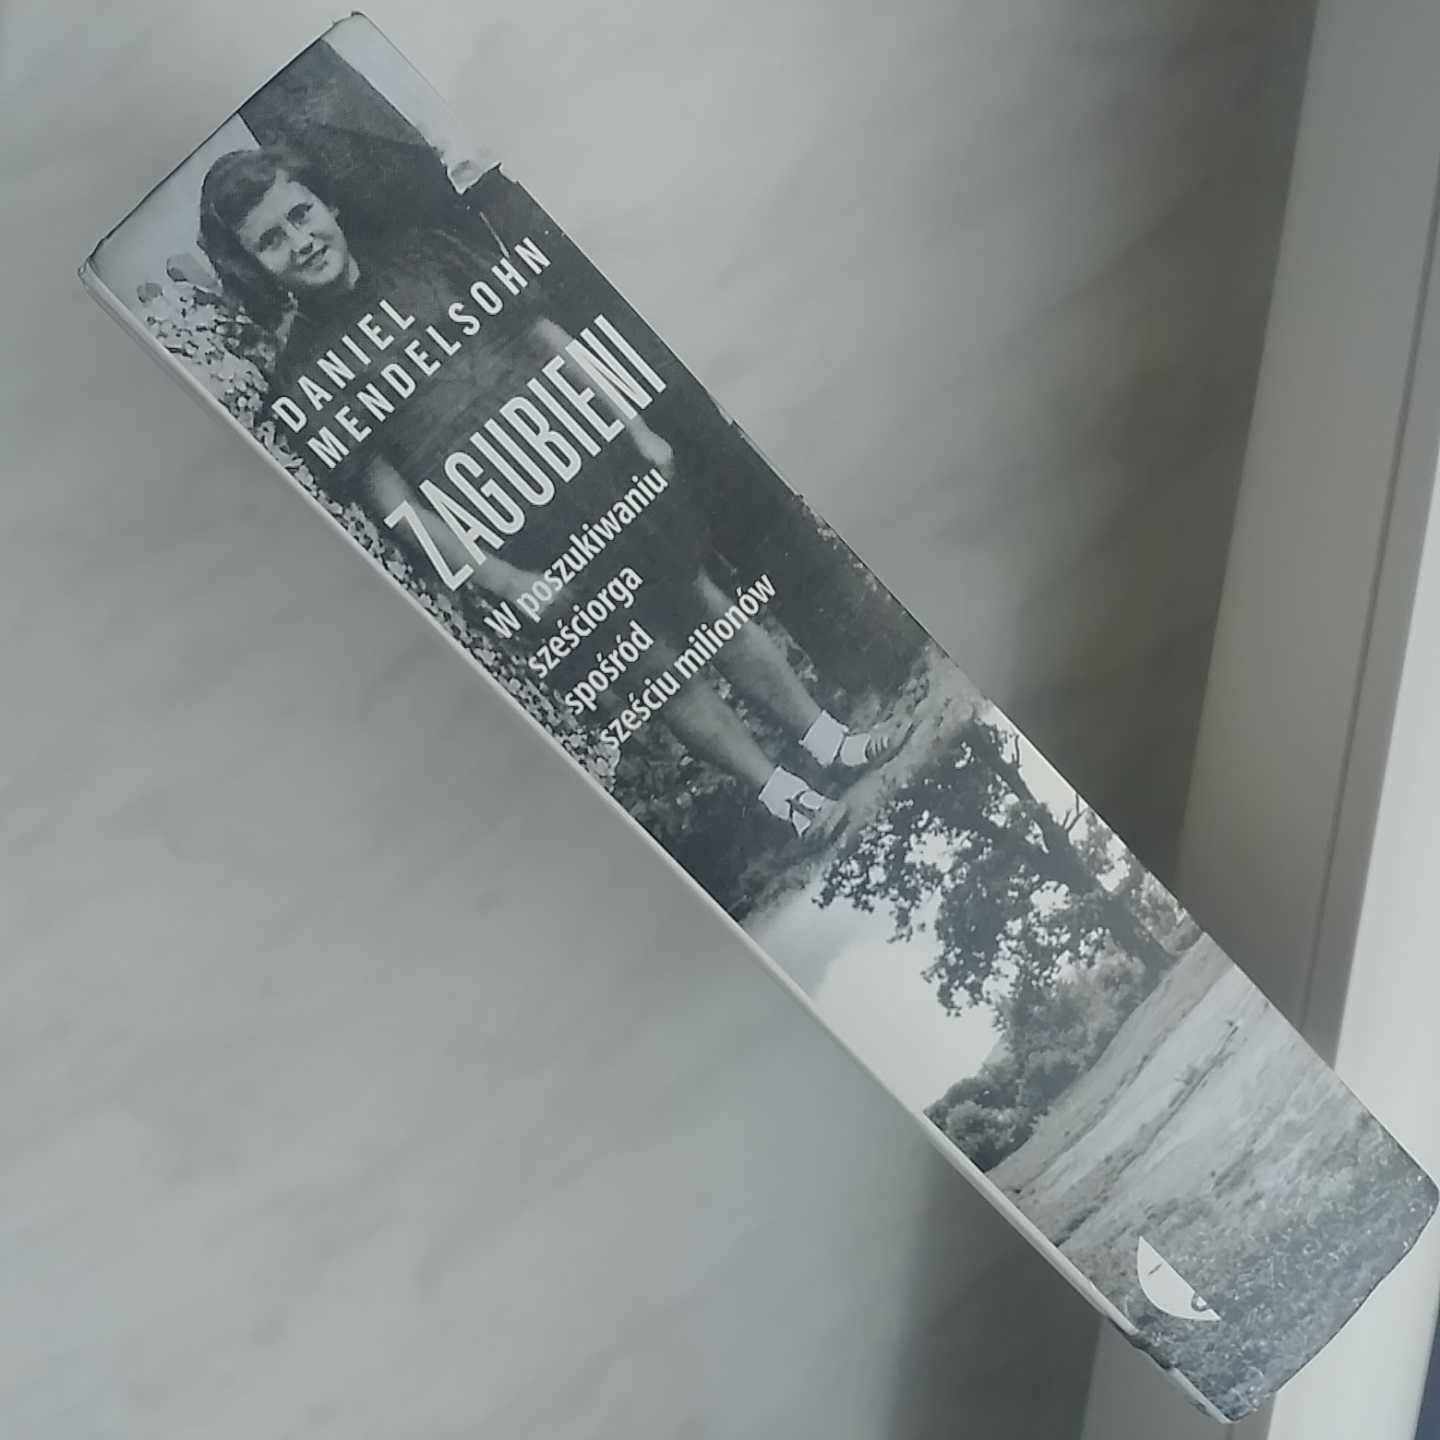 DANIEL
MENDELSOHN
ZAGUBIENI
w poszukiwaniu
sześciorga
spośród
sześciu milionów